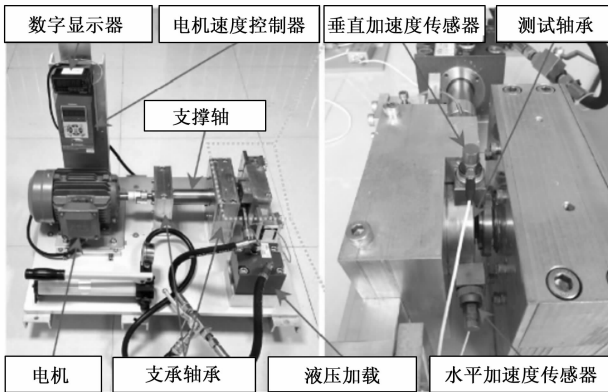 数字显示器
电机速度控制器
垂直加速度传感器
测试轴承
支撑轴
电机
支承轴承
液压加载
水平加速度传感器